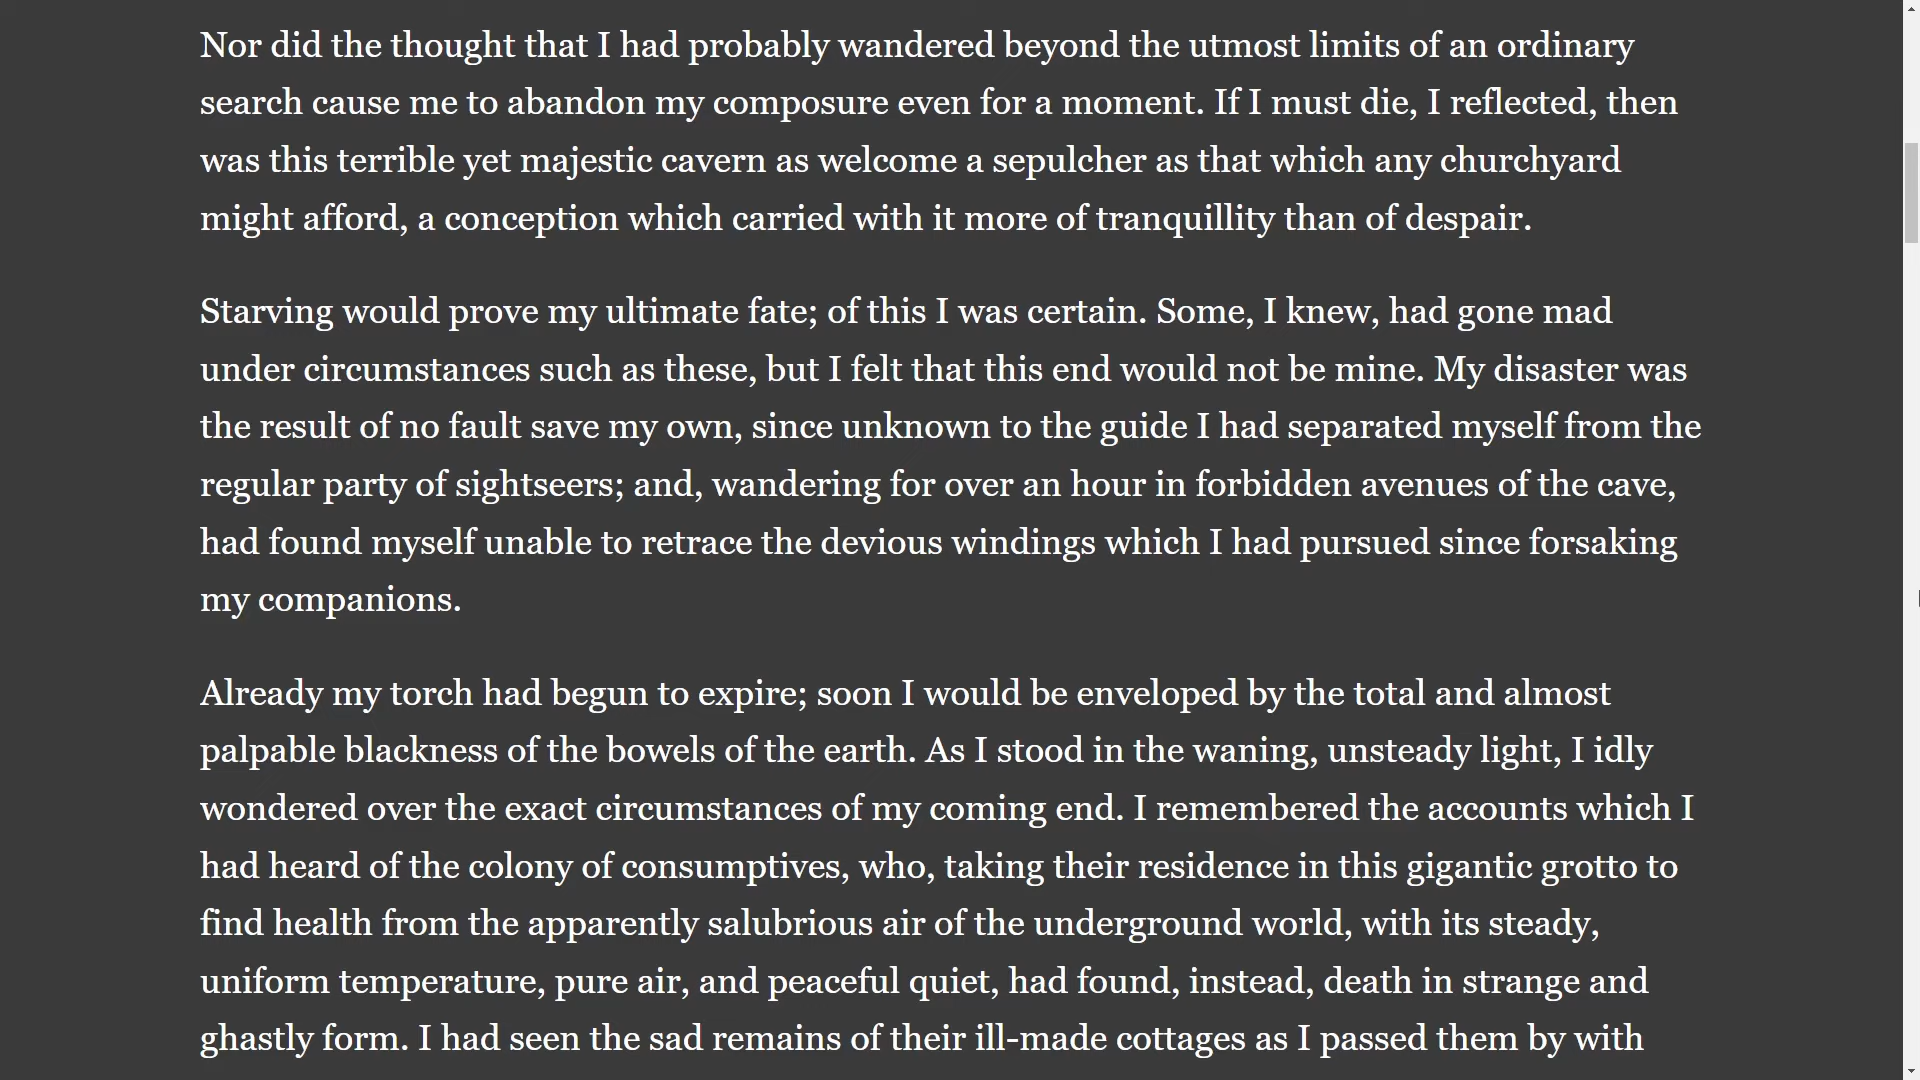 Nor did the thought that I had probably wandered beyond the utmost limits of an ordinary
search cause me to abandon my composure even for a moment. If I must die, I reflected, then
was this terrible yet majestic cavern as welcome a sepulcher as that which any churchyard
might afford, a conception which carried with it more of tranquillity than of despair.
Starving would prove my ultimate fate; of this I was certain. Some, I knew, had gone mad
under circumstances such as these, but I felt that this end would not be mine. My disaster was
the result of no fault save my own, since unknown to the guide I had separated myself from the
regular party of sightseers; and, wandering for over an hour in forbidden avenues of the cave,
had found myself unable to retrace the devious windings which I had pursued since forsaking
my companions.
Already my torch had begun to expire; soon I would be enveloped by the total and almost
palpable blackness of the bowels of the earth. As I stood in the waning, unsteady light, I idly
wondered over the exact circumstances of my coming end. I remembered the accounts which I
had heard of the colony of consumptives, who, taking their residence in this gigantic grotto to
find health from the apparently salubrious air of the underground world, with its steady,
uniform temperature, pure air, and peaceful quiet, had found, instead, death in strange and
ghastly form. I had seen the sad remains of their ill-made cottages as I passed them by with